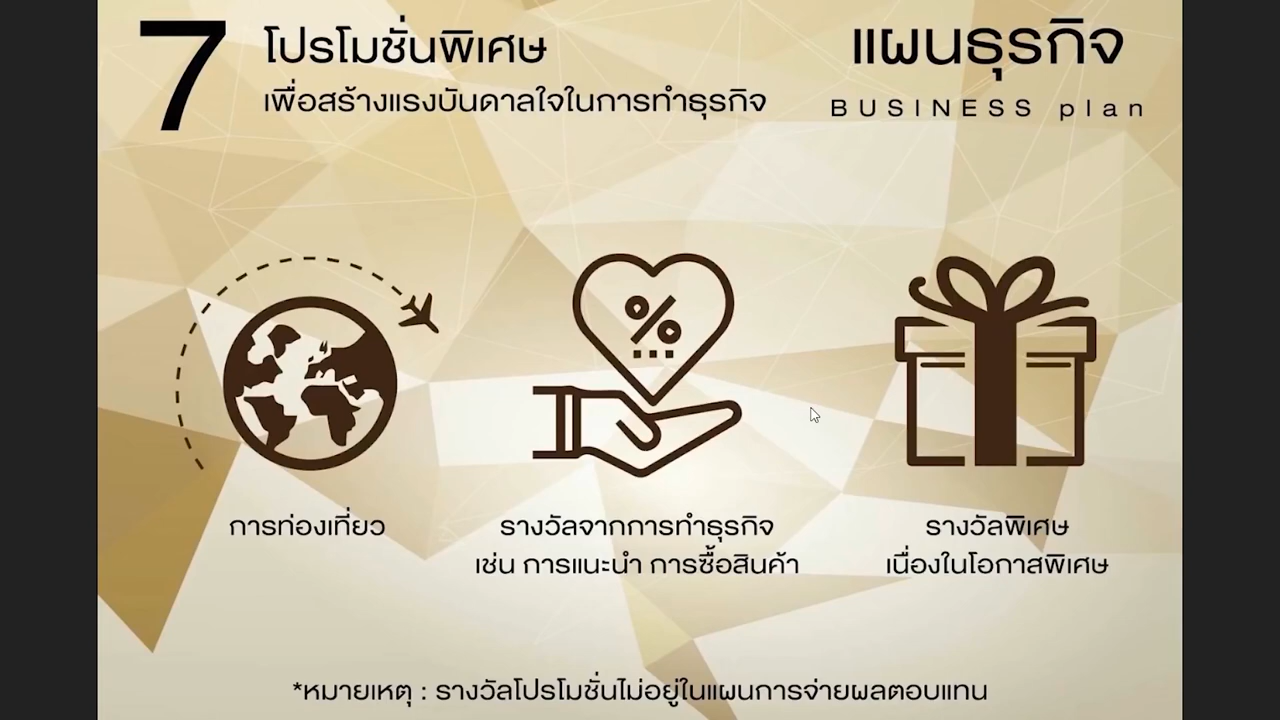 7
โปรโมชั่นพิเศษ
เพื่อสร้างแรงบันดาลใจในการทำธุรกิจ
แผนธุรกิจ
BUSINESS plan
%
การท่องเที่ยว
รางวัลจากการทำธุรกิจ
เช่น การแนะนำ การซื้อสินค้า
รางวัลพิเศษ
เนื่องในโอกาสพิเศษ
*หมายเหตุ : รางวัลโปรโมชั่นไม่อยู่ในแผนการจ่ายผลตอบแทน